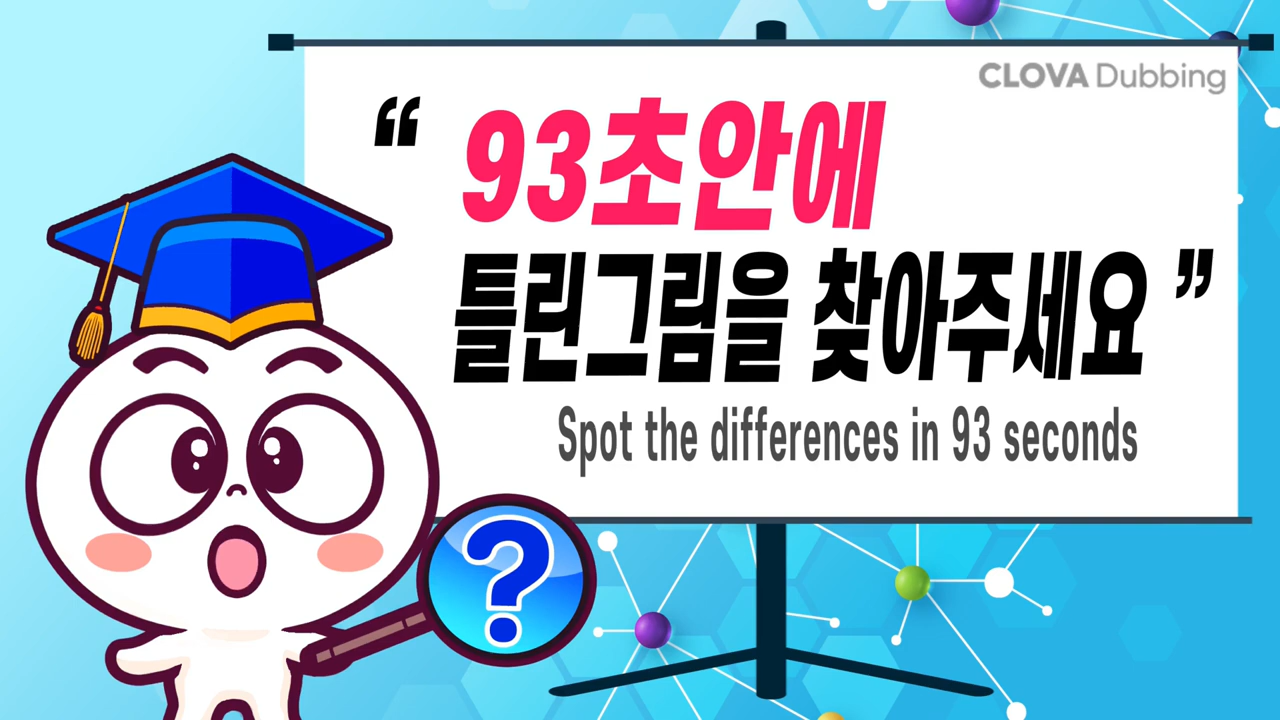 CLOVA Dubbing
“ 93초안에
틀린그림을 찾아주세요 ”
Spot the differences in 93 seconds
?